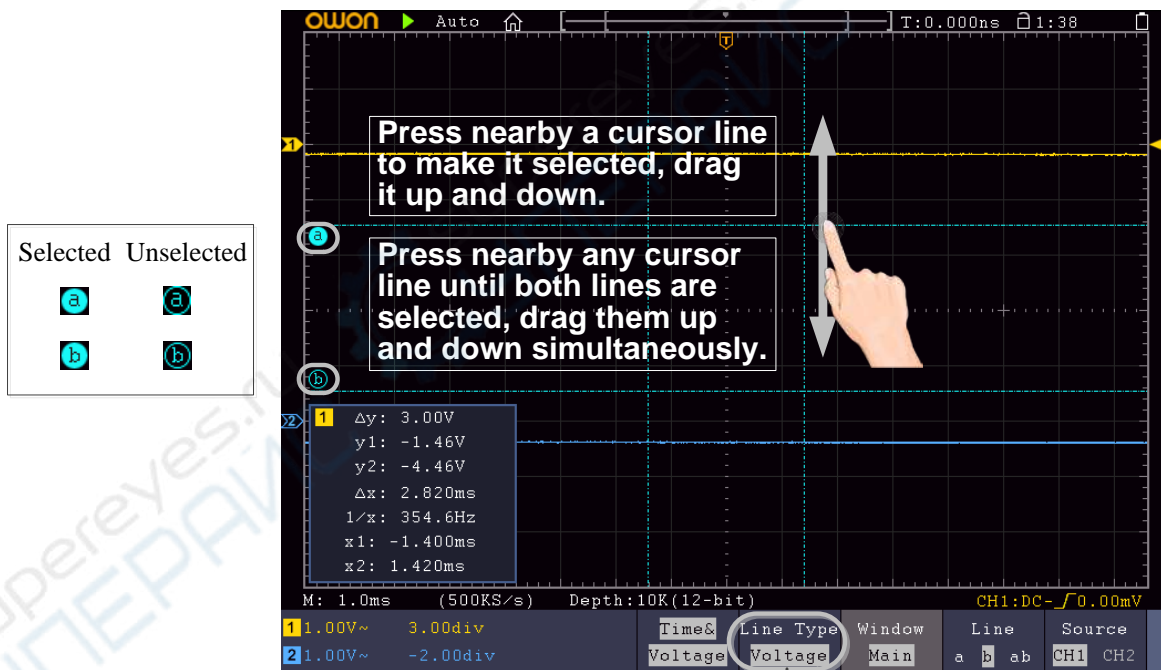 Selected Unselected
a a
b b
OWON Auto T:0.000ns 1:38
T
1
Press nearby a cursor line
to make it selected, drag
it up and down.
a
Press nearby any cursor
line until both lines are
selected, drag them up
and down simultaneously.
b
2
1 Δy: 3.00V
y1: -1.46V
y2: -4.46V
Δx: 2.820ms
1/x: 354.6Hz
x1: -1.400ms
x2: 1.420ms
M: 1.0ms (500KS/s) Depth:10K(12-bit) CH1:DC- 0.00mV
1 1.00V~ 3.00div
2 1.00V~ -2.00div
Time&
Voltage
Line Type
Voltage
Window
Main
Line
a b ab
Source
CH1 CH2